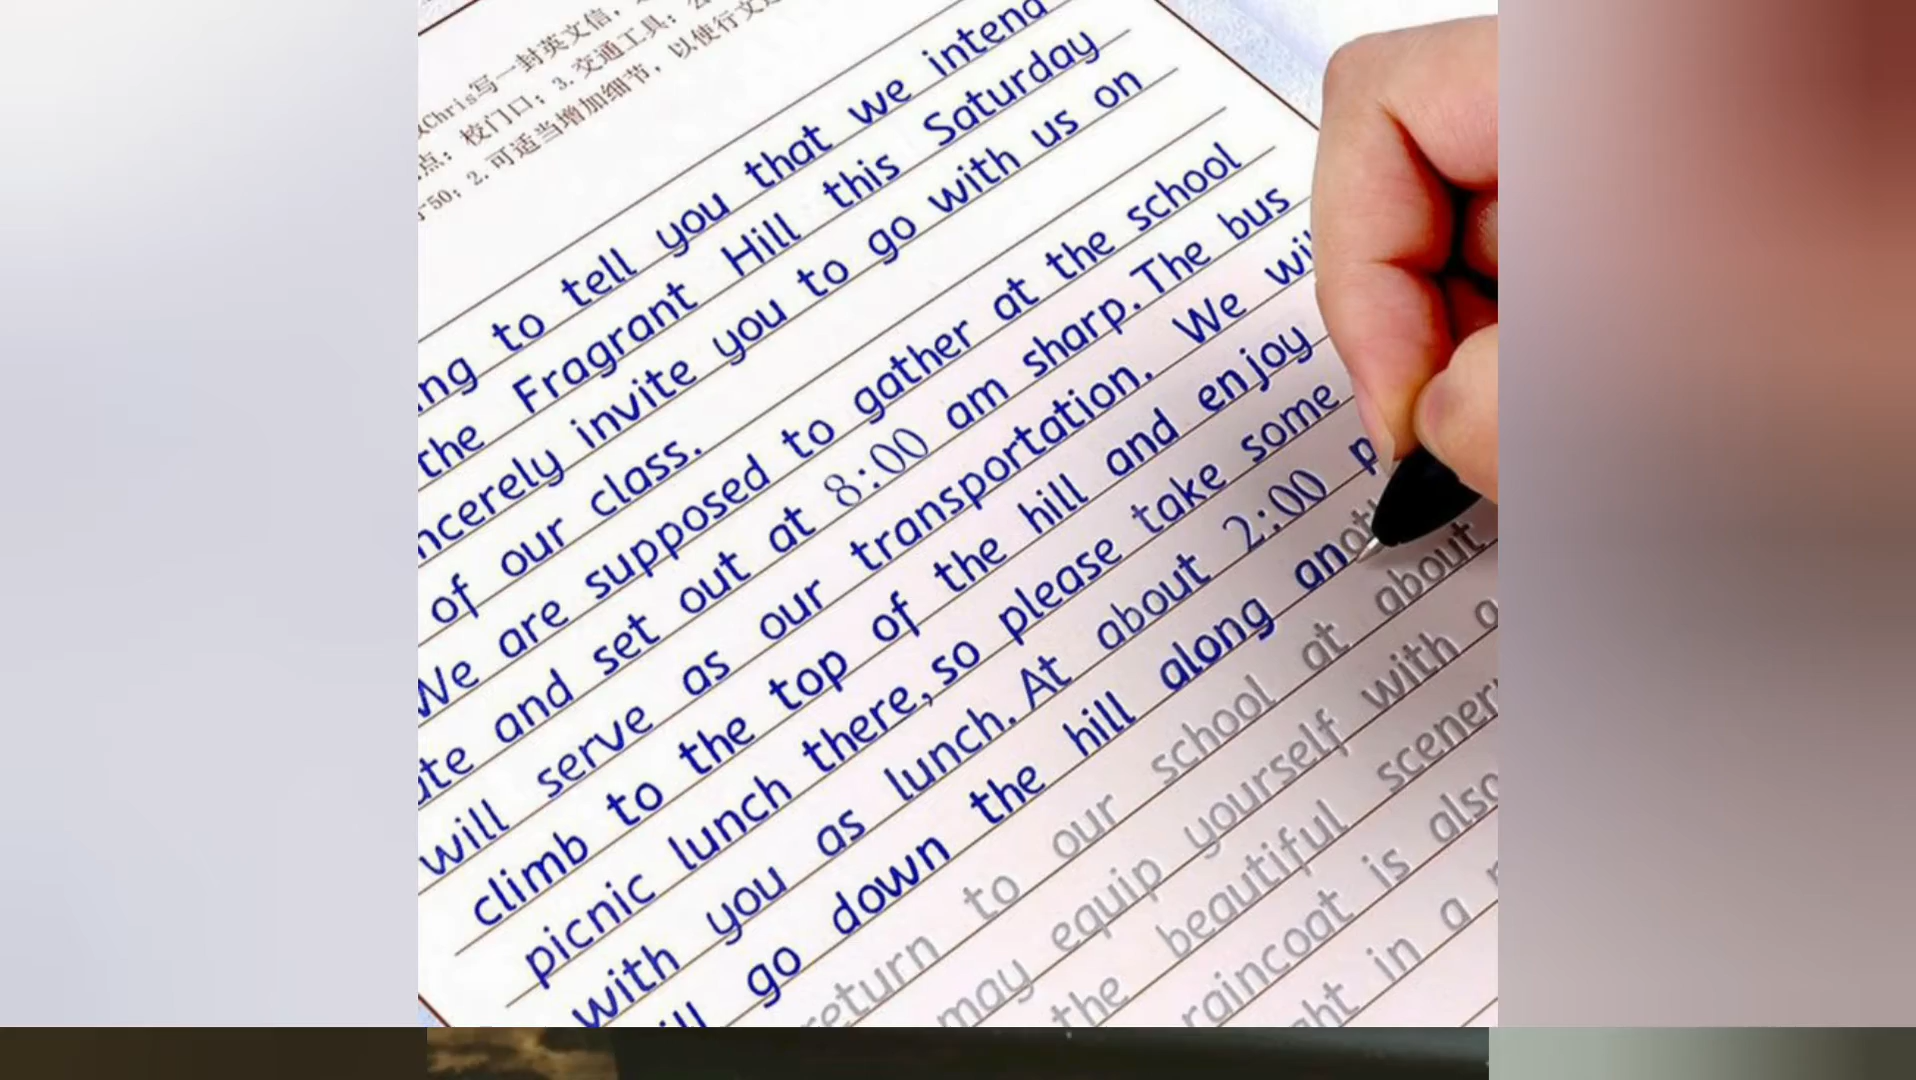 Chris写一封英文信,
点: 校门口; 3. 交通工具:
50; 2. 可适当增加细节, 以使行文
to tell you that we intend
the Fragrant Hill this Saturday
invite you to go with us on
of our class.
We are supposed to gather at the school
and set out at 8:00 am sharp. The bus
will serve as our transportation. We
climb to the top of the hill and enjoy
picnic lunch there, so please take some
with you as lunch. At about 2:00 p
go down the hill along anot
return to our school at about
may equip yourself with a
the beautiful scener
raincoat is also
in a